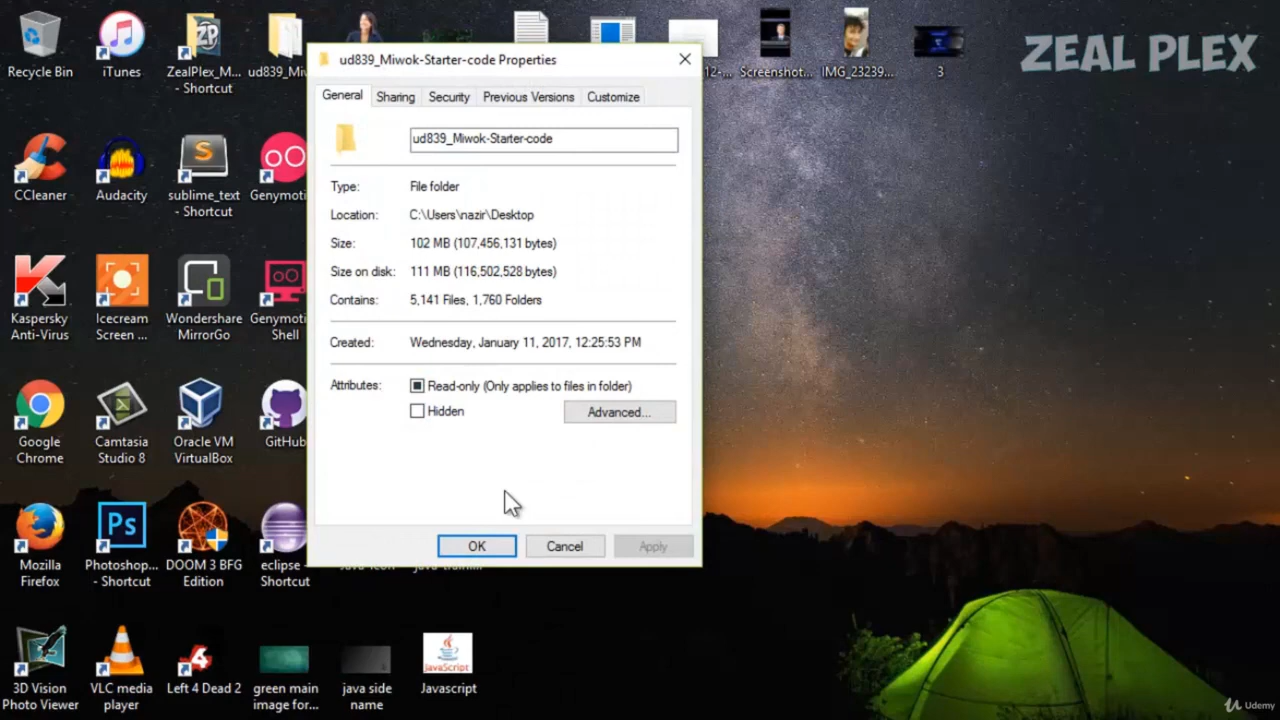 ud839_Miwok-Starter-code Properties
General
Sharing
Security
Previous Versions
Customize
ud839_Miwok-Starter-code
Type:
File folder
Location:
C:\Users\nazir\Desktop
Size:
102 MB (107,456,131 bytes)
Size on disk:
111 MB (116,502,528 bytes)
Contains:
5,141 Files, 1,760 Folders
Created:
Wednesday, January 11, 2017, 12:25:53 PM
Attributes:
Read-only (Only applies to files in folder)
Hidden
Advanced...
OK
Cancel
Apply
Recycle Bin
iTunes
ZP
ZealPlex_M...
- Shortcut
ud839_Mi
Screenshot...
IMG_23239...
3
ZEAL PLEX
CCleaner
Audacity
sublime_text
- Shortcut
Genymoti
Kaspersky
Anti-Virus
Icecream
Screen ...
Wondershare
MirrorGo
Genymoti
Shell
Google
Chrome
Camtasia
Studio 8
Oracle VM
VirtualBox
GitHub
Mozilla
Firefox
Ps
Photoshop...
- Shortcut
DOOM 3 BFG
Edition
eclipse -
Shortcut
3D Vision
Photo Viewer
VLC media
player
Left 4 Dead 2
green main
image for...
java side
name
JavaScript
Javascript
Udemy